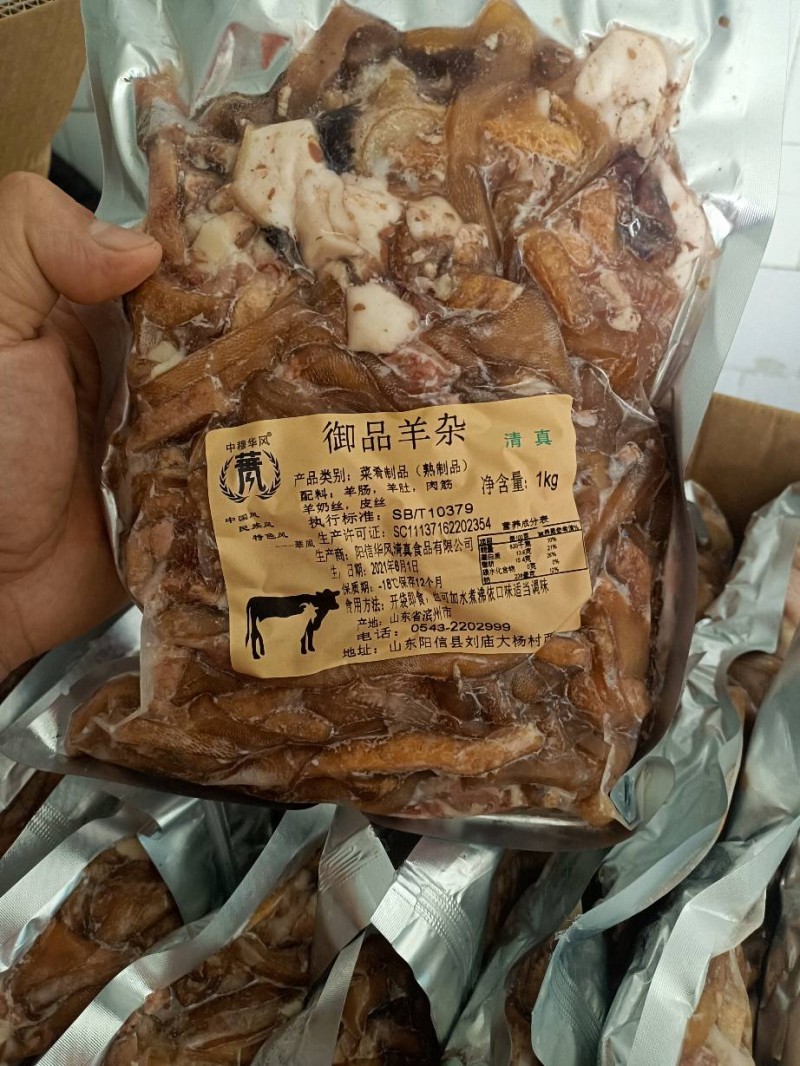 御品羊杂
清真
中穆华风®
中国风
民族风
特色风
——華风
产品类别：菜肴制品（熟制品）
配料：羊肠，羊肚，肉筋
羊奶丝，皮丝
净含量：1kg
执行标准：SB/T10379
生产许可证：SC11137162202354
生产商：阳信华风清真食品有限公司
生产日期：2021年6月1日
保质期：-18℃保存12个月
食用方法：开袋即食，也可加水煮沸依口味适当调味
产地：山东省滨州市
电话：0543-2202999
地址：山东阳信县刘庙大杨村西
营养成分表